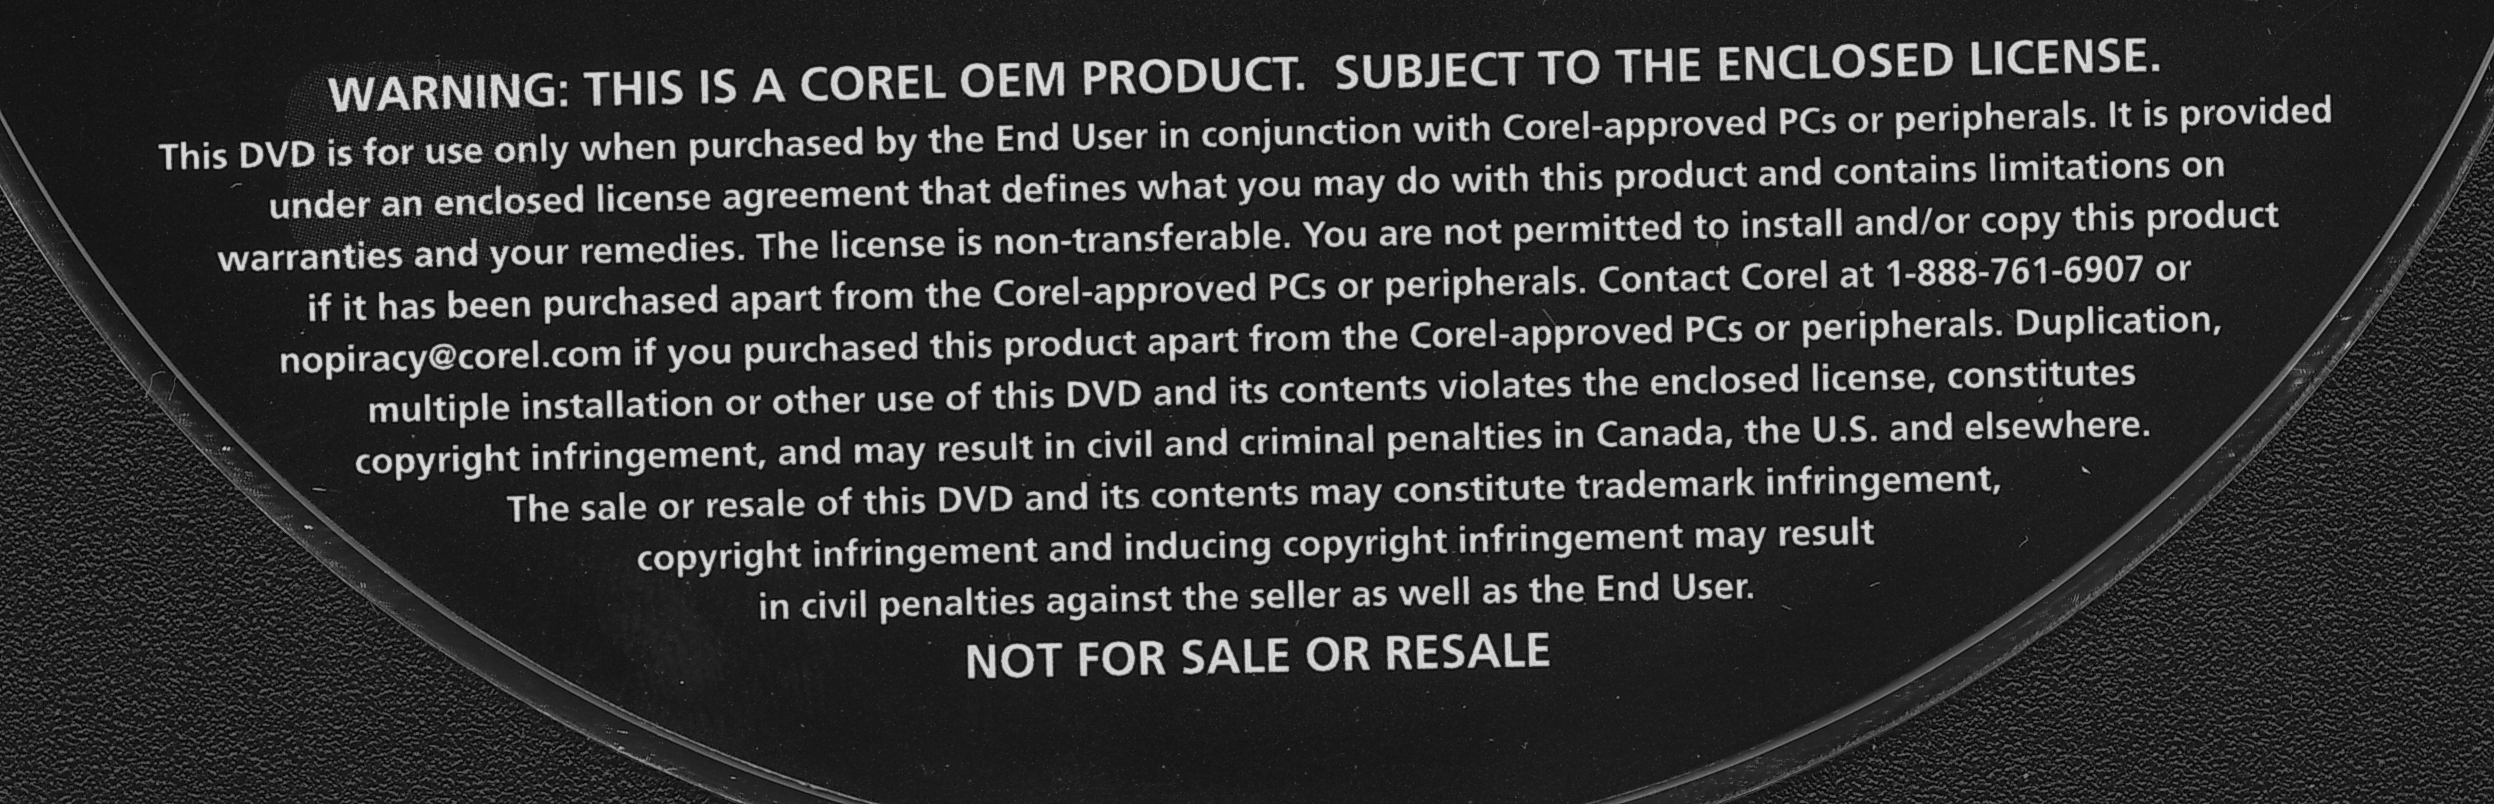 WARNING: THIS IS A COREL OEM PRODUCT. SUBJECT TO THE ENCLOSED LICENSE.
This DVD is for use only when purchased by the End User in conjunction with Corel-approved PCs or peripherals. It is provided
under an enclosed license agreement that defines what you may do with this product and contains limitations on
warranties and your remedies. The license is non-transferable. You are not permitted to install and/or copy this product
if it has been purchased apart from the Corel-approved PCs or peripherals. Contact Corel at 1-888-761-6907 or
nopiracy@corel.com if you purchased this product apart from the Corel-approved PCs or peripherals. Duplication,
multiple installation or other use of this DVD and its contents violates the enclosed license, constitutes
copyright infringement, and may result in civil and criminal penalties in Canada, the U.S. and elsewhere.
The sale or resale of this DVD and its contents may constitute trademark infringement,
copyright infringement and inducing copyright infringement may result
in civil penalties against the seller as well as the End User.
NOT FOR SALE OR RESALE